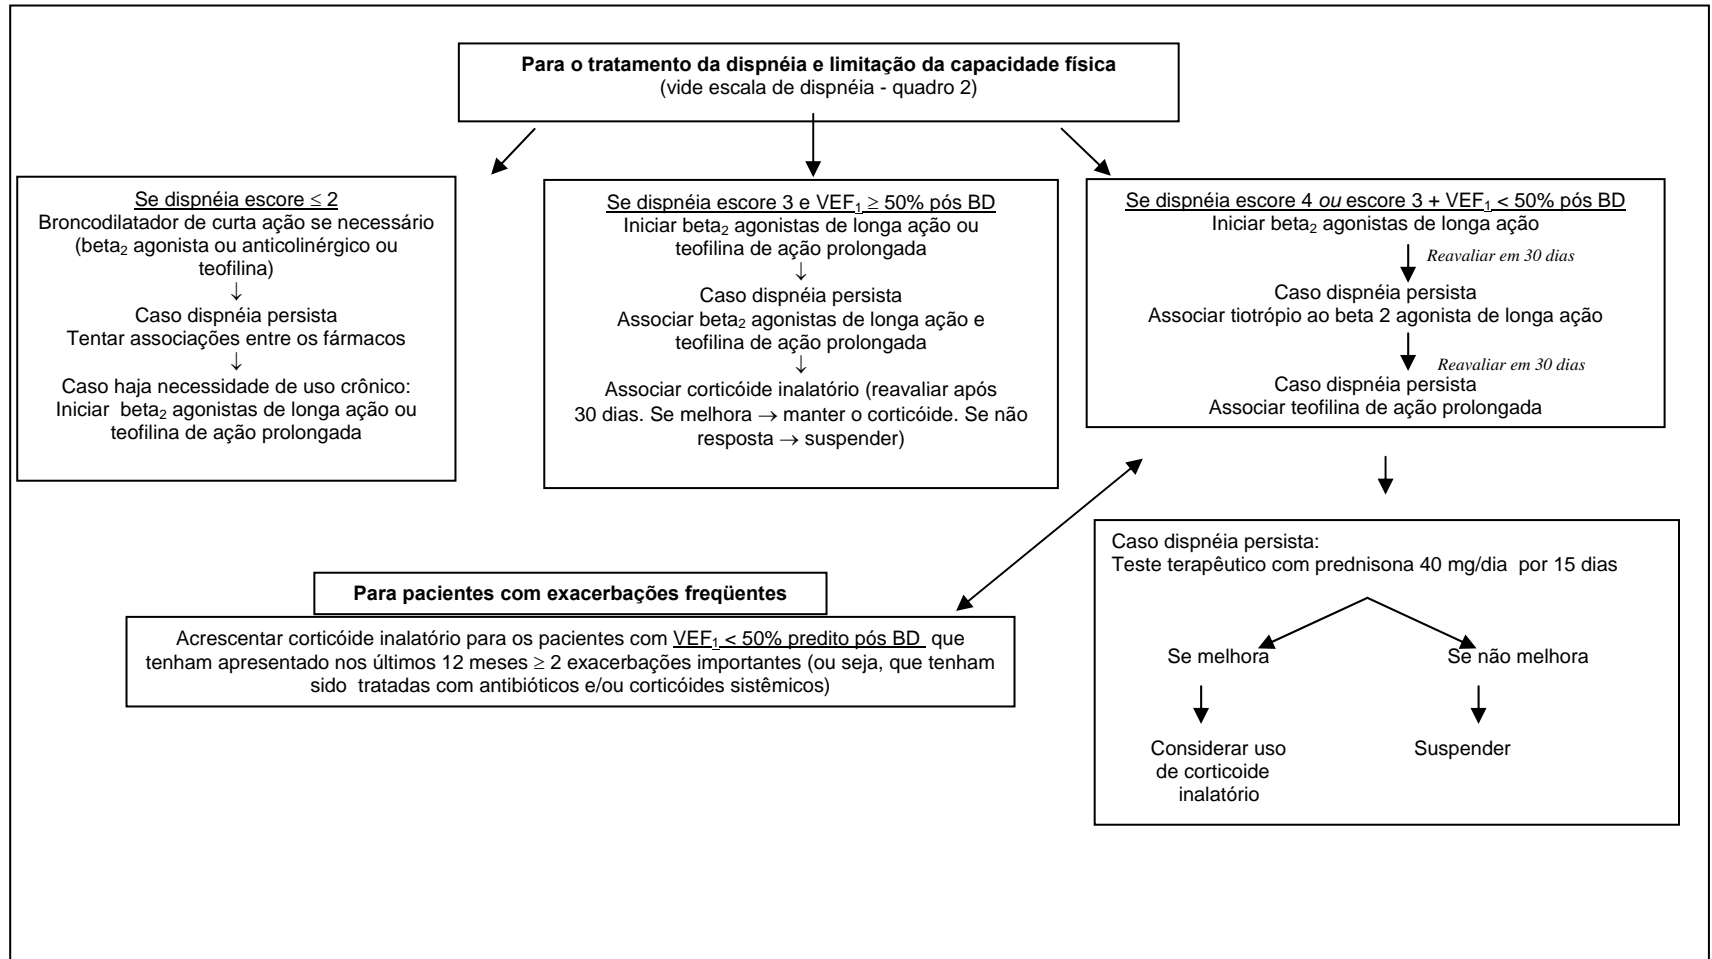 Para o tratamento da dispnéia e limitação da capacidade física
(vide escala de dispnéia - quadro 2)
Se dispnéia escore ≤ 2
Broncodilatador de curta ação se necessário
(beta₂ agonista ou anticolinérgico ou
teofilina)
↓
Caso dispnéia persista
Tentar associações entre os fármacos
↓
Caso haja necessidade de uso crônico:
Iniciar beta₂ agonistas de longa ação ou
teofilina de ação prolongada
Se dispnéia escore 3 e VEF₁ ≥ 50% pós BD
Iniciar beta₂ agonistas de longa ação ou
teofilina de ação prolongada
↓
Caso dispnéia persista
Associar beta₂ agonistas de longa ação e
teofilina de ação prolongada
↓
Associar corticóide inalatório (reavaliar após
30 dias. Se melhora → manter o corticóide. Se não
resposta → suspender)
Se dispnéia escore 4 ou escore 3 + VEF₁ < 50% pós BD
Iniciar beta₂ agonistas de longa ação
Reavaliar em 30 dias
Caso dispnéia persista
Associar tiotrópio ao beta 2 agonista de longa ação
Reavaliar em 30 dias
Caso dispnéia persista
Associar teofilina de ação prolongada
Para pacientes com exacerbações freqüentes
Acrescentar corticóide inalatório para os pacientes com VEF₁ < 50% predito pós BD que
tenham apresentado nos últimos 12 meses ≥ 2 exacerbações importantes (ou seja, que tenham
sido tratadas com antibióticos e/ou corticóides sistêmicos)
Caso dispnéia persista:
Teste terapêutico com prednisona 40 mg/dia por 15 dias
Se melhora
Se não melhora
Considerar uso
de corticoide
inalatório
Suspender